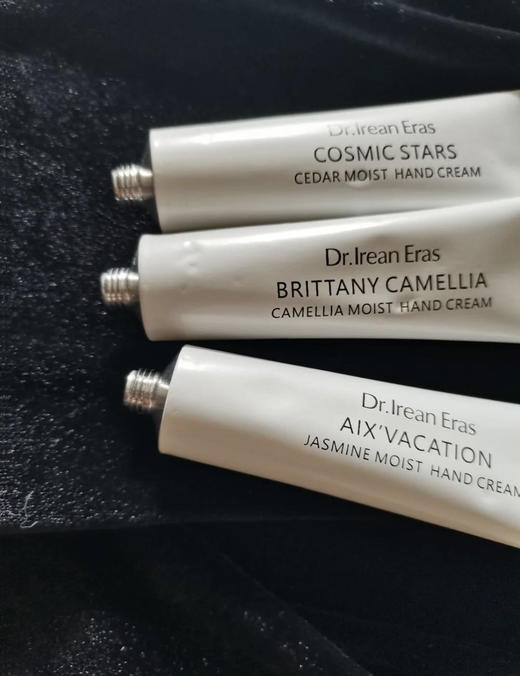 Dr.Irean Eras
COSMIC STARS
CEDAR MOIST HAND CREAM
Dr.Irean Eras
BRITTANY CAMELLIA
CAMELLIA MOIST HAND CREAM
Dr.Irean Eras
AIX'VACATION
JASMINE MOIST HAND CREAM